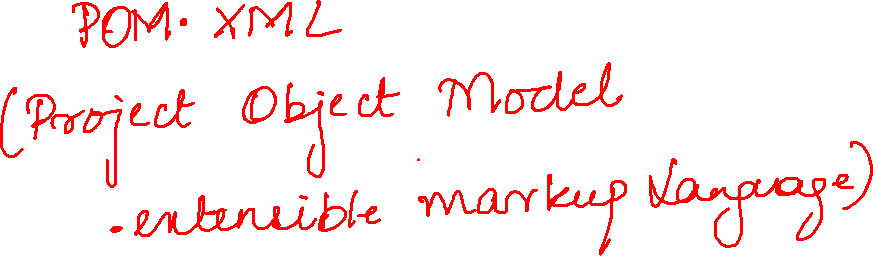 POM. XML
(Project Object Model
.extensible markup Language)